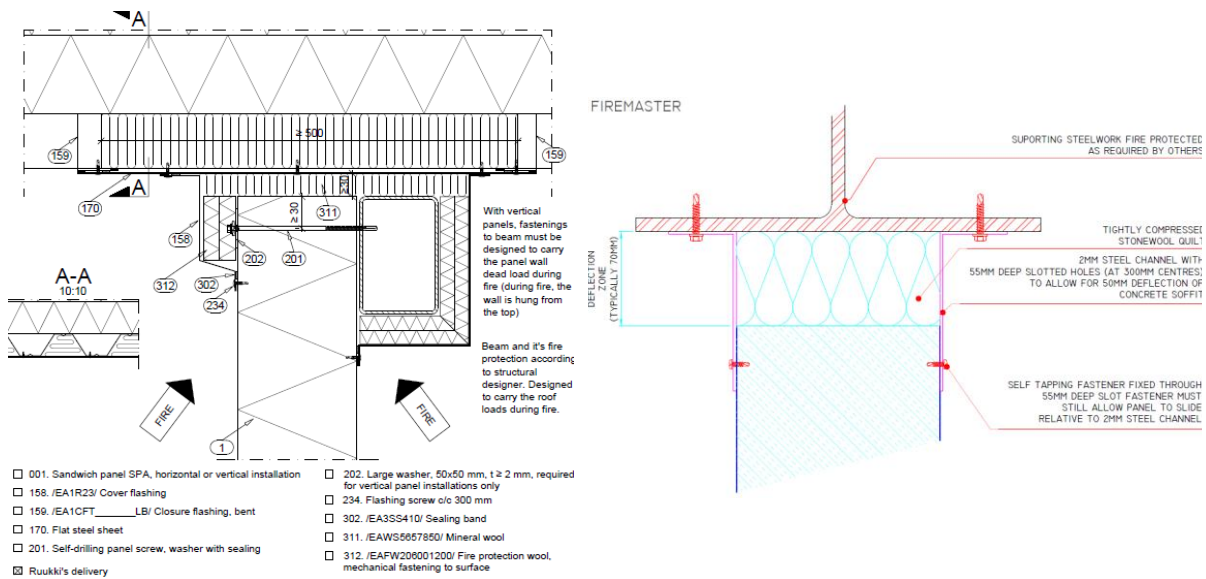 A
≥ 500
159
159
A
170
≥30
≥ 30
311
158
202
201
312
302
234
A-A
10:10
With vertical
panels, fastenings
to beam must be
designed to carry
the panel wall
dead load during
fire (during fire, the
wall is hung from
the top)
Beam and it's fire
protection according
to structural
designer. Designed
to carry the roof
loads during fire.
FIRE
FIRE
1
001. Sandwich panel SPA, horizontal or vertical installation
158. /EA1R23/ Cover flashing
159. /EA1CFT_______LB/ Closure flashing, bent
170. Flat steel sheet
201. Self-drilling panel screw, washer with sealing
Ruukki's delivery
202. Large washer, 50x50 mm, t ≥ 2 mm, required
for vertical panel installations only
234. Flashing screw c/c 300 mm
302. /EA3SS410/ Sealing band
311. /EAWS5657850/ Mineral wool
312. /EAFW206001200/ Fire protection wool,
mechanical fastening to surface
FIREMASTER
SUPORTING STEELWORK FIRE PROTECTED
AS REQUIRED BY OTHERS
DEFLECTION
ZONE
(TYPICALLY 70MM)
TIGHTLY COMPRESSED
STONEWOOL QUILT
2MM STEEL CHANNEL WITH
55MM DEEP SLOTTED HOLES (AT 300MM CENTRES)
TO ALLOW FOR 50MM DEFLECTION OF
CONCRETE SOFFIT
SELF TAPPING FASTENER FIXED THROUGH
55MM DEEP SLOT FASTENER MUST
STILL ALLOW PANEL TO SLIDE
RELATIVE TO 2MM STEEL CHANNEL